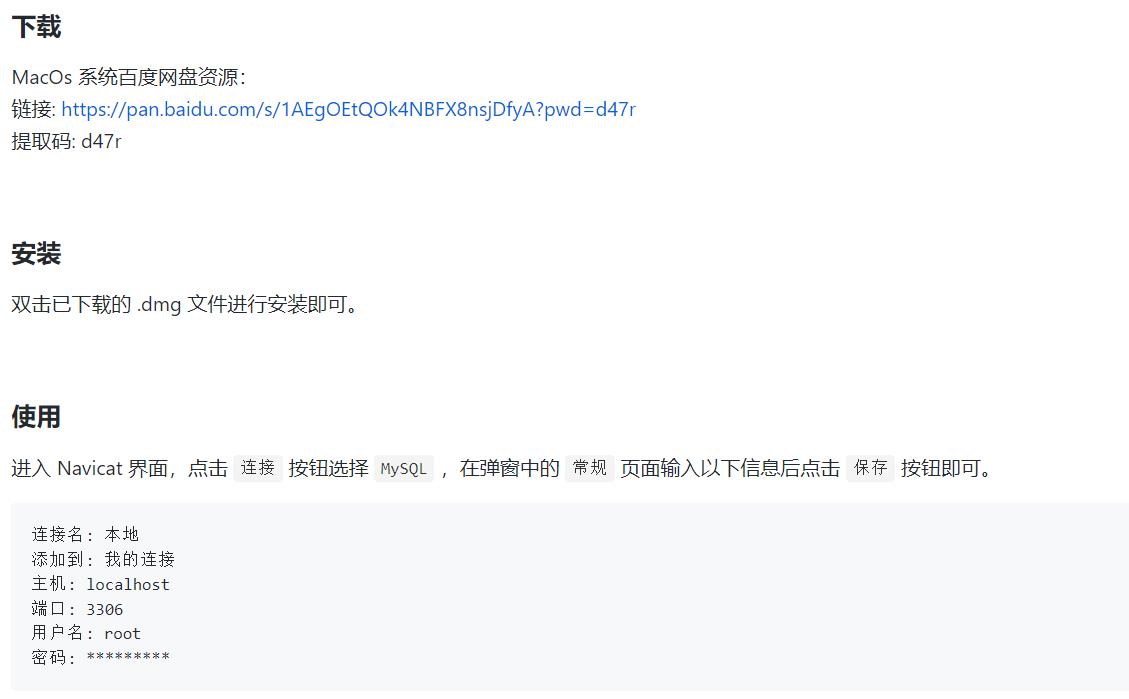 下载
MacOs 系统百度网盘资源：
链接: https://pan.baidu.com/s/1AEgOEtQOk4NBFX8nsjDfyA?pwd=d47r
提取码: d47r
安装
双击已下载的 .dmg 文件进行安装即可。
使用
进入 Navicat 界面，点击 连接 按钮选择 MySQL ，在弹窗中的 常规 页面输入以下信息后点击 保存 按钮即可。
连接名: 本地
添加到: 我的连接
主机: localhost
端口: 3306
用户名: root
密码: *********